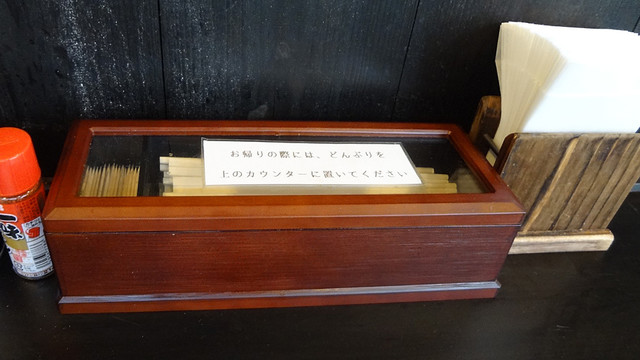 お帰りの際には、どんぶりを
上のカウンターに置いてください